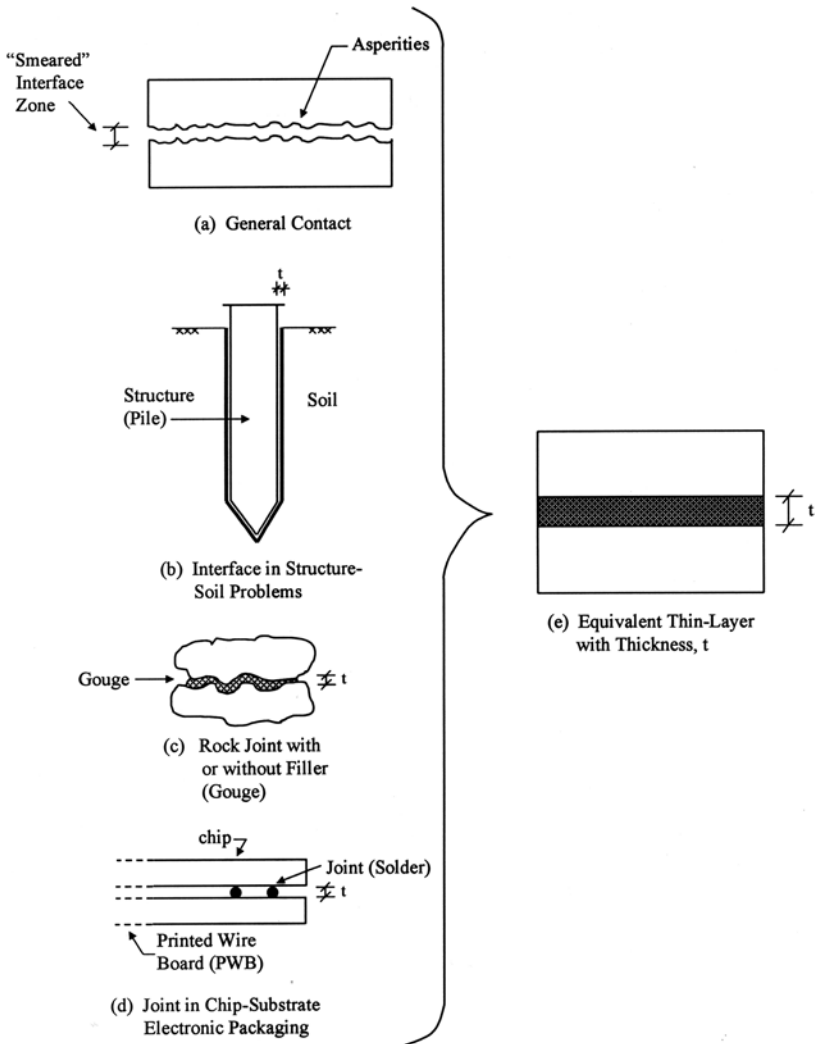 Asperities
“Smeared”
Interface
Zone
(a) General Contact
t
Structure
(Pile)
Soil
(b) Interface in Structure-
Soil Problems
Gouge
t
(c) Rock Joint with
or without Filler
(Gouge)
chip
Joint (Solder)
t
Printed Wire
Board (PWB)
(d) Joint in Chip-Substrate
Electronic Packaging
t
(e) Equivalent Thin-Layer
with Thickness, t